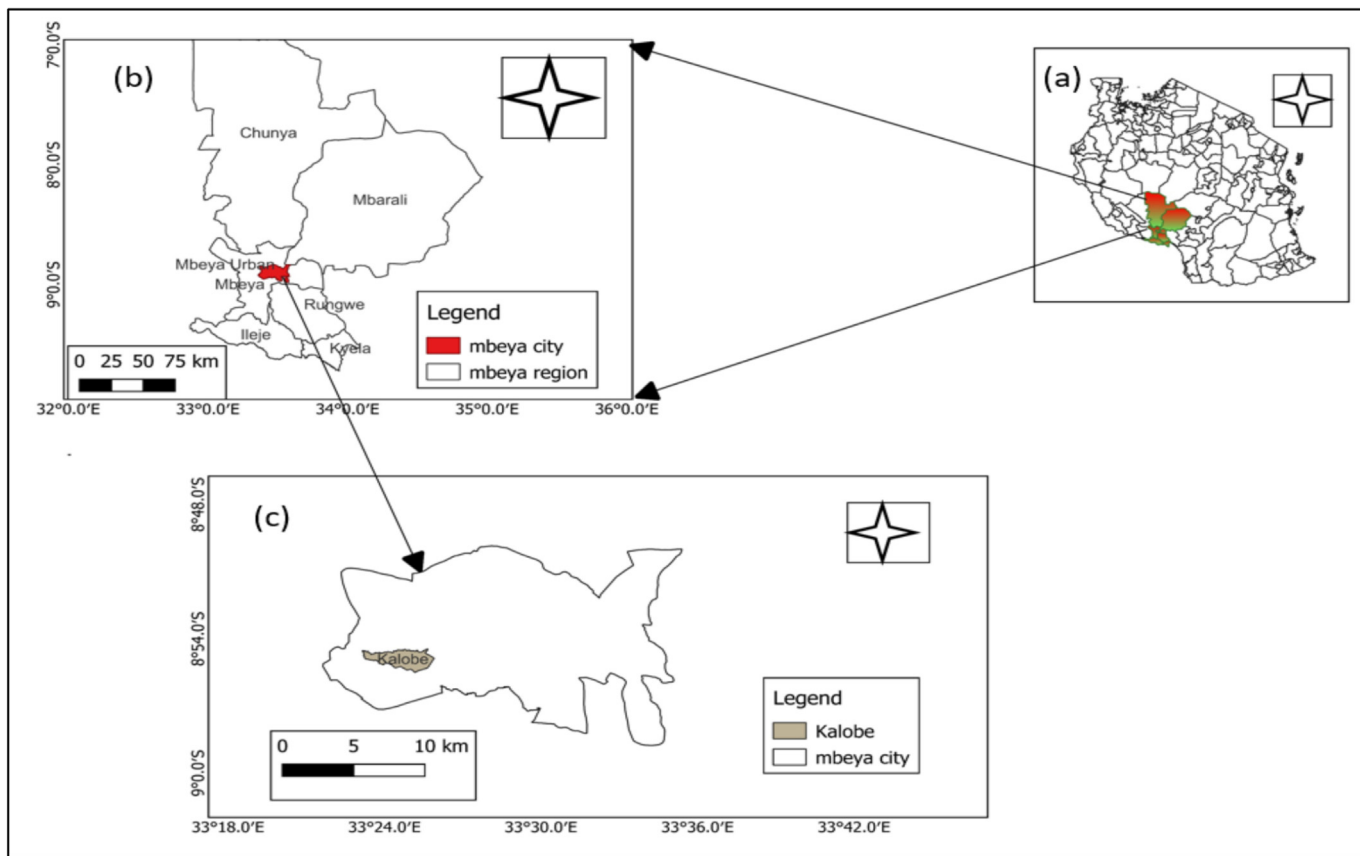 (b)
7°0.0'S
8°0.0'S
9°0.0'S
Chunya
Mbarali
Mbeya Urban
Mbeya
Rungwe
Ileje
Kyela
Legend
mbeya city
mbeya region
0 25 50 75 km
32°0.0'E 33°0.0'E 34°0.0'E 35°0.0'E 36°0.0'E
(a)
(c)
8°48.0'S
8°54.0'S
9°0.0'S
Kalobe
Legend
Kalobe
mbeya city
0 5 10 km
33°18.0'E 33°24.0'E 33°30.0'E 33°36.0'E 33°42.0'E